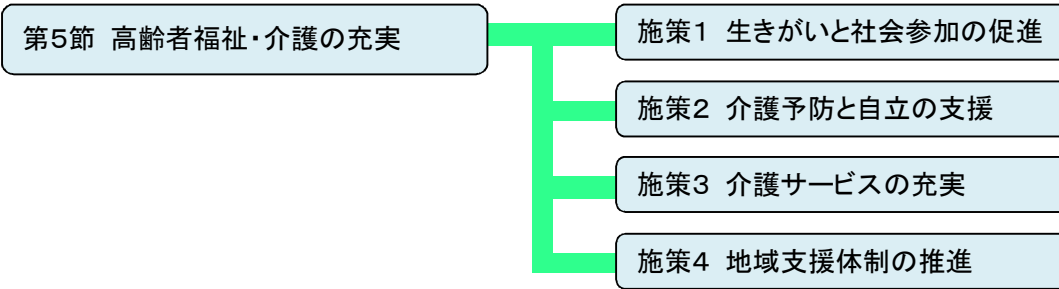 第5節 高齢者福祉・介護の充実
施策1 生きがいと社会参加の促進
施策2 介護予防と自立の支援
施策3 介護サービスの充実
施策4 地域支援体制の推進